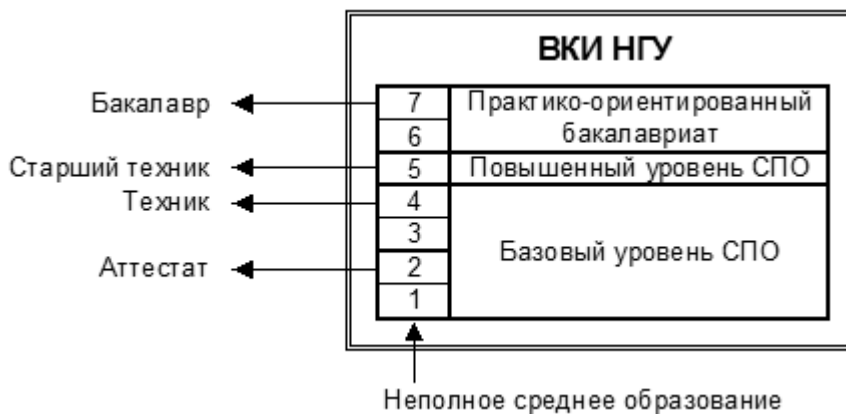 ВКИ НГУ
Бакалавр
7
Практико-ориентированный
6
бакалавриат
Старший техник
5
Повышенный уровень СПО
Техник
4
3
Базовый уровень СПО
Аттестат
2
1
Неполное среднее образование